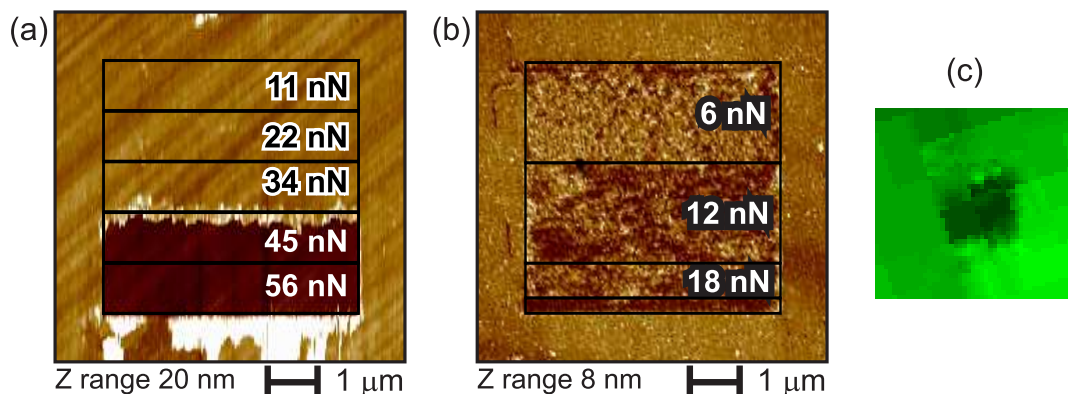 (a)
11 nN
22 nN
34 nN
45 nN
56 nN
Z range 20 nm
1 μm
(b)
6 nN
12 nN
18 nN
Z range 8 nm
1 μm
(c)